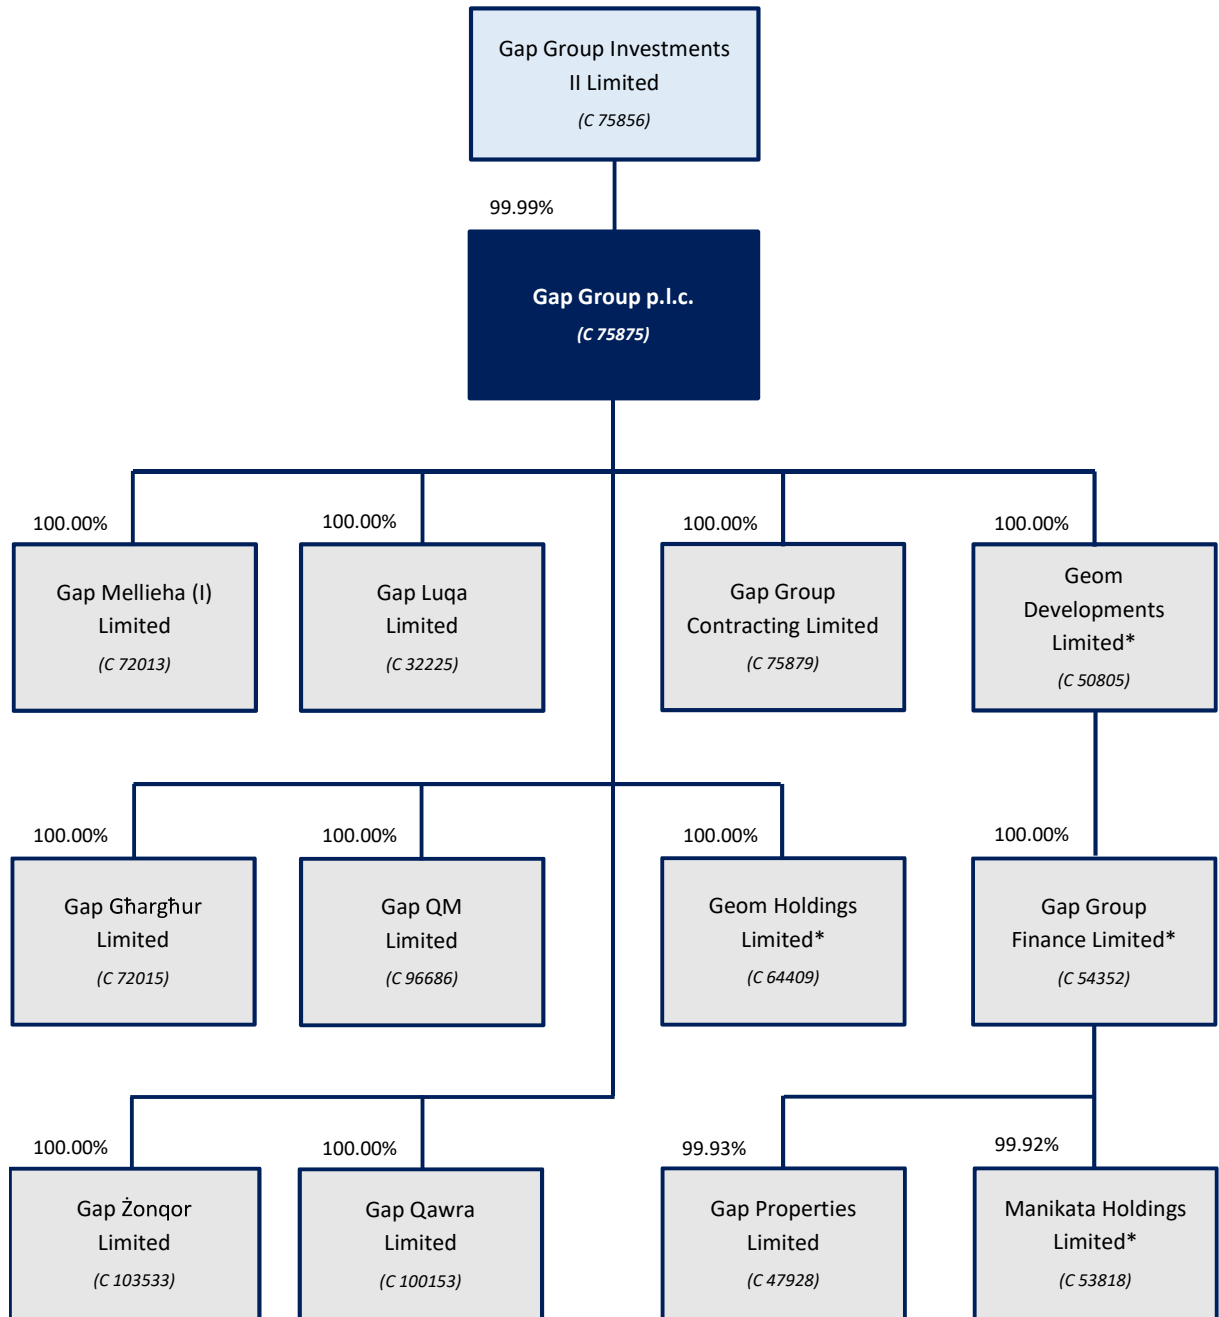 Gap Group Investments
II Limited
(C 75856)
99.99%
Gap Group p.l.c.
(C 75875)
100.00%
Gap Mellieha (I)
Limited
(C 72013)
100.00%
Gap Luqa
Limited
(C 32225)
100.00%
Gap Group
Contracting Limited
(C 75879)
100.00%
Geom
Developments
Limited*
(C 50805)
100.00%
Gap Għargħur
Limited
(C 72015)
100.00%
Gap QM
Limited
(C 96686)
100.00%
Geom Holdings
Limited*
(C 64409)
100.00%
Gap Group
Finance Limited*
(C 54352)
100.00%
Gap Żonqor
Limited
(C 103533)
100.00%
Gap Qawra
Limited
(C 100153)
99.93%
Gap Properties
Limited
(C 47928)
99.92%
Manikata Holdings
Limited*
(C 53818)